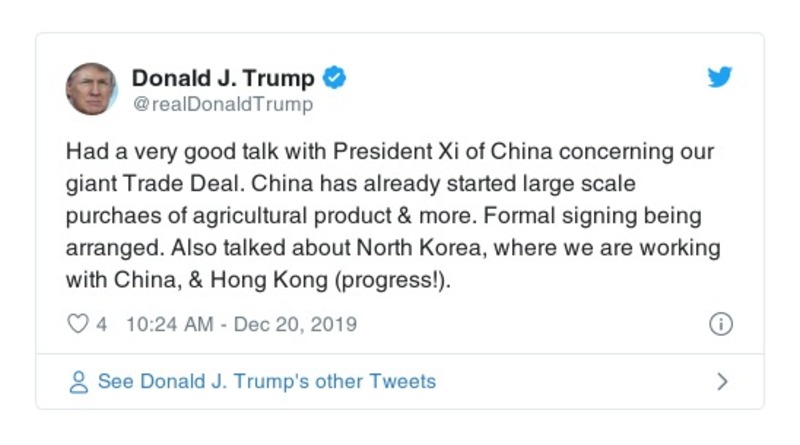 Donald J. Trump
@realDonaldTrump
Had a very good talk with President Xi of China concerning our
giant Trade Deal. China has already started large scale
purchaes of agricultural product & more. Formal signing being
arranged. Also talked about North Korea, where we are working
with China, & Hong Kong (progress!).
4 10:24 AM - Dec 20, 2019
See Donald J. Trump's other Tweets